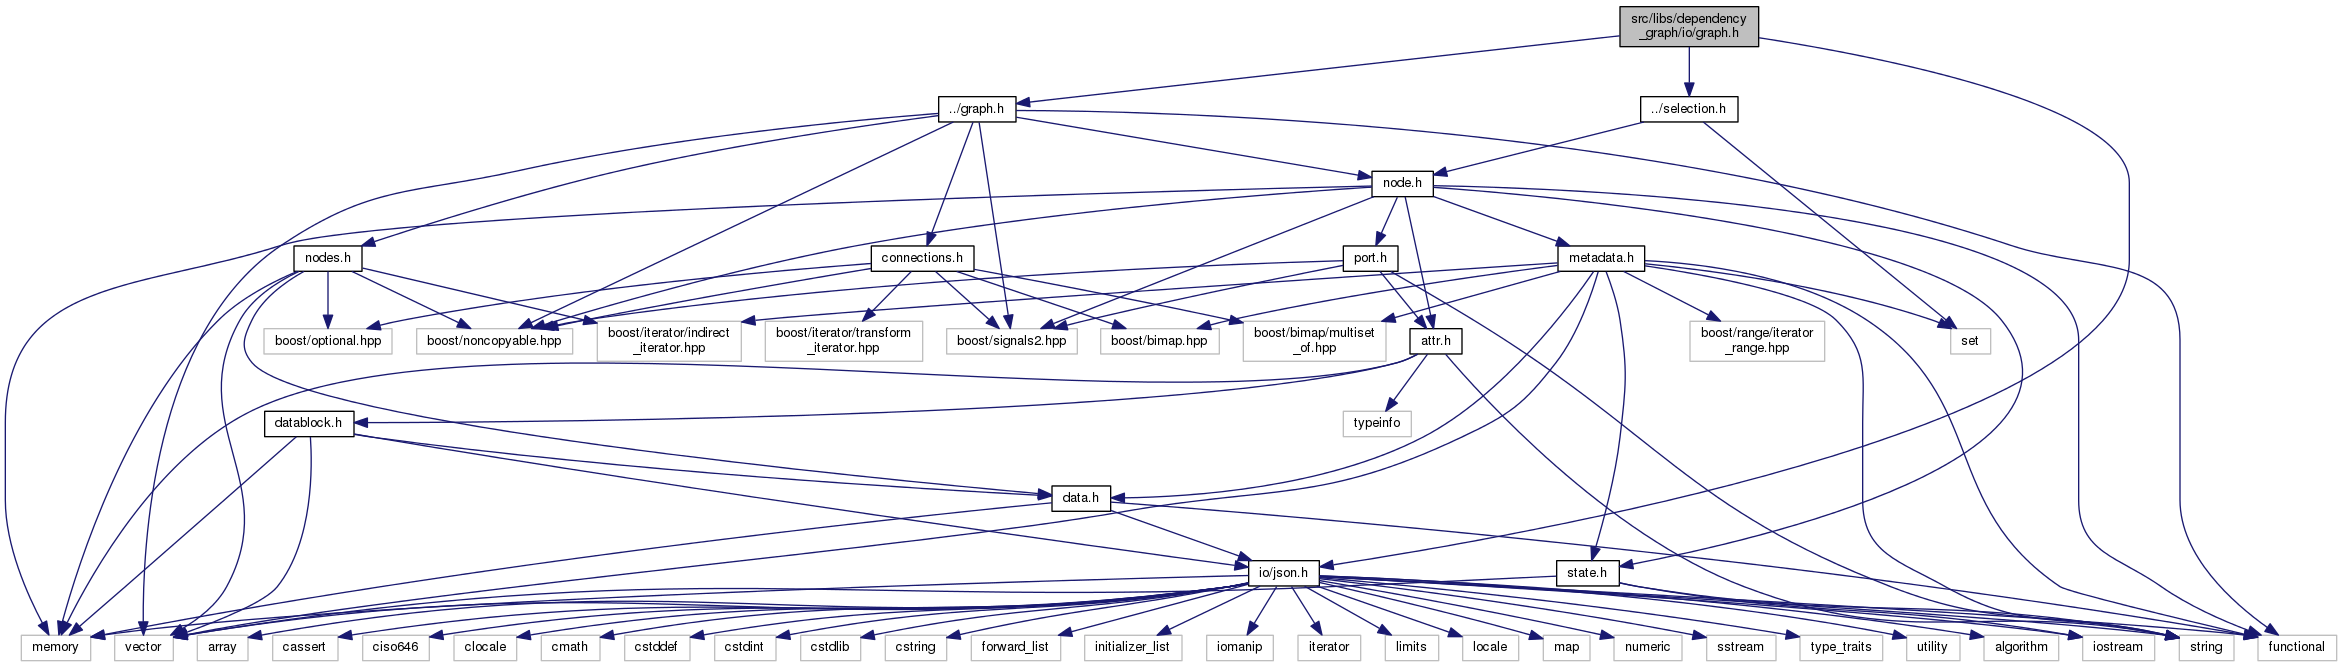 src/libs/dependency
_graph/io/graph.h
../graph.h
../selection.h
node.h
nodes.h
connections.h
port.h
metadata.h
boost/optional.hpp
boost/noncopyable.hpp
boost/iterator/indirect
_iterator.hpp
boost/iterator/transform
_iterator.hpp
boost/signals2.hpp
boost/bimap.hpp
boost/bimap/multiset
_of.hpp
attr.h
boost/range/iterator
_range.hpp
set
datablock.h
typeinfo
data.h
io/json.h
state.h
memory
vector
array
cassert
ciso646
clocale
cmath
cstddef
cstdint
cstdlib
cstring
forward_list
initializer_list
iomanip
iterator
limits
locale
map
numeric
sstream
type_traits
utility
algorithm
iostream
string
functional